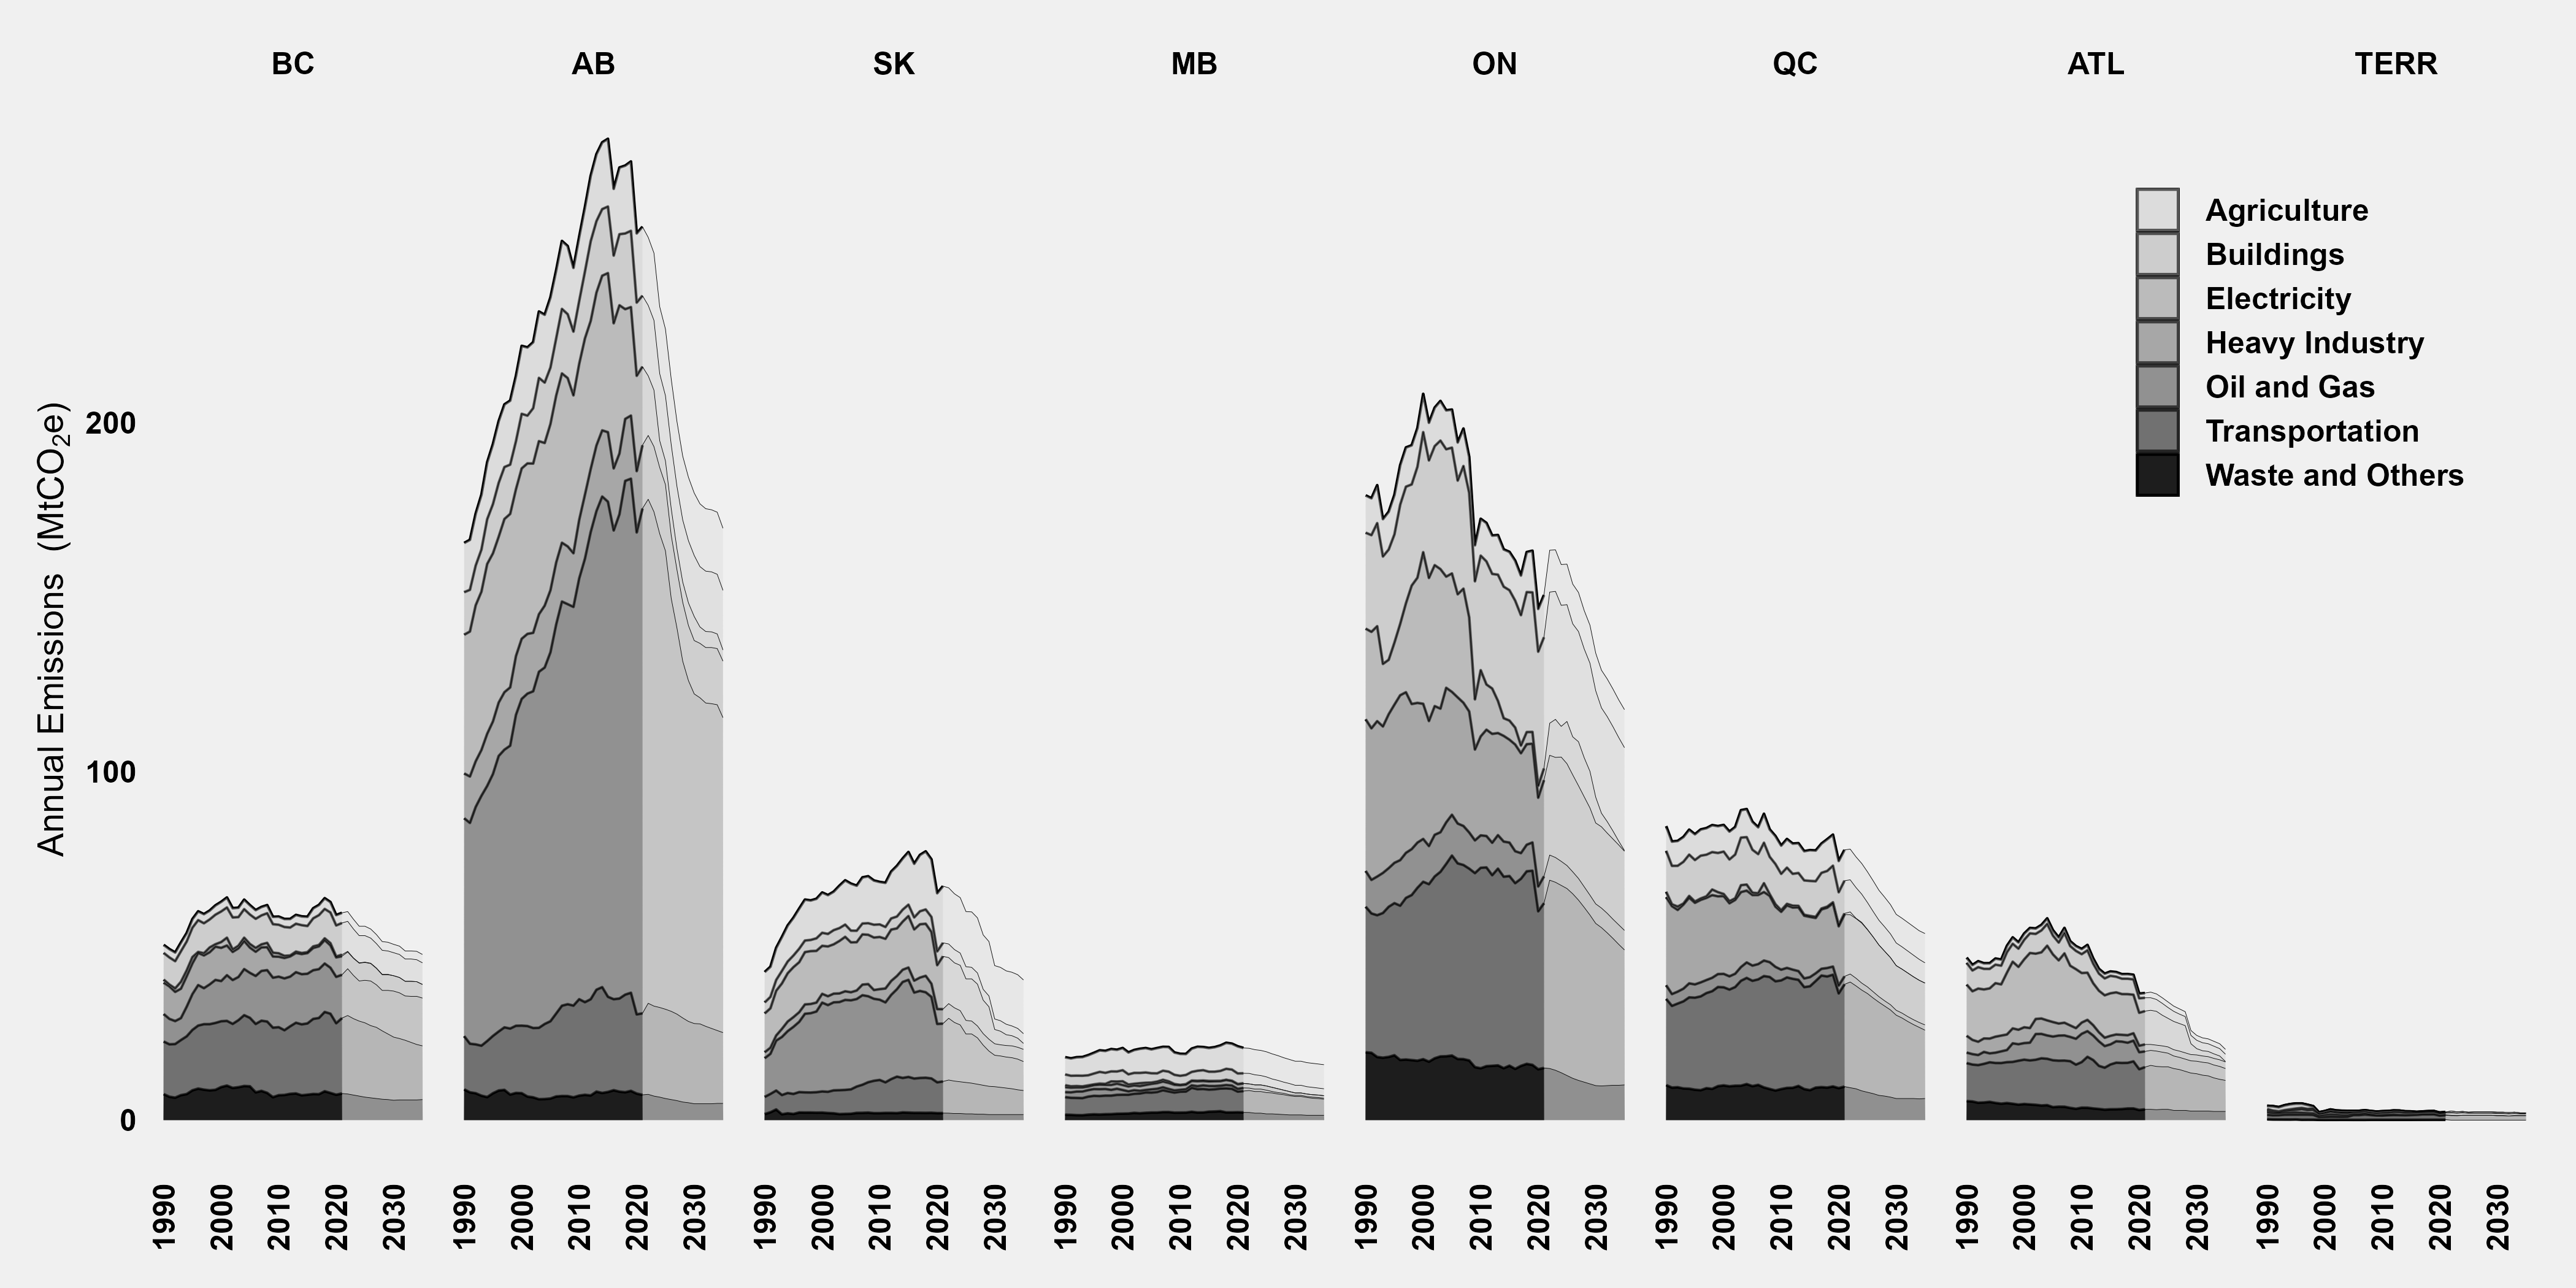 BC AB SK MB ON QC ATL TERR
Agriculture
Buildings
Electricity
Heavy Industry
Oil and Gas
Transportation
Waste and Others
Annual Emissions (MtCO₂e)
200
100
0
1990 2000 2010 2020 2030 1990 2000 2010 2020 2030 1990 2000 2010 2020 2030 1990 2000 2010 2020 2030 1990 2000 2010 2020 2030 1990 2000 2010 2020 2030 1990 2000 2010 2020 2030 1990 2000 2010 2020 2030